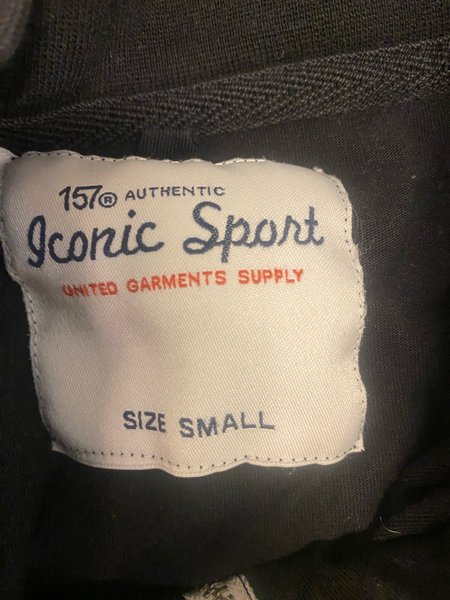 157® AUTHENTIC
Iconic Sport
UNITED GARMENTS SUPPLY
SIZE SMALL